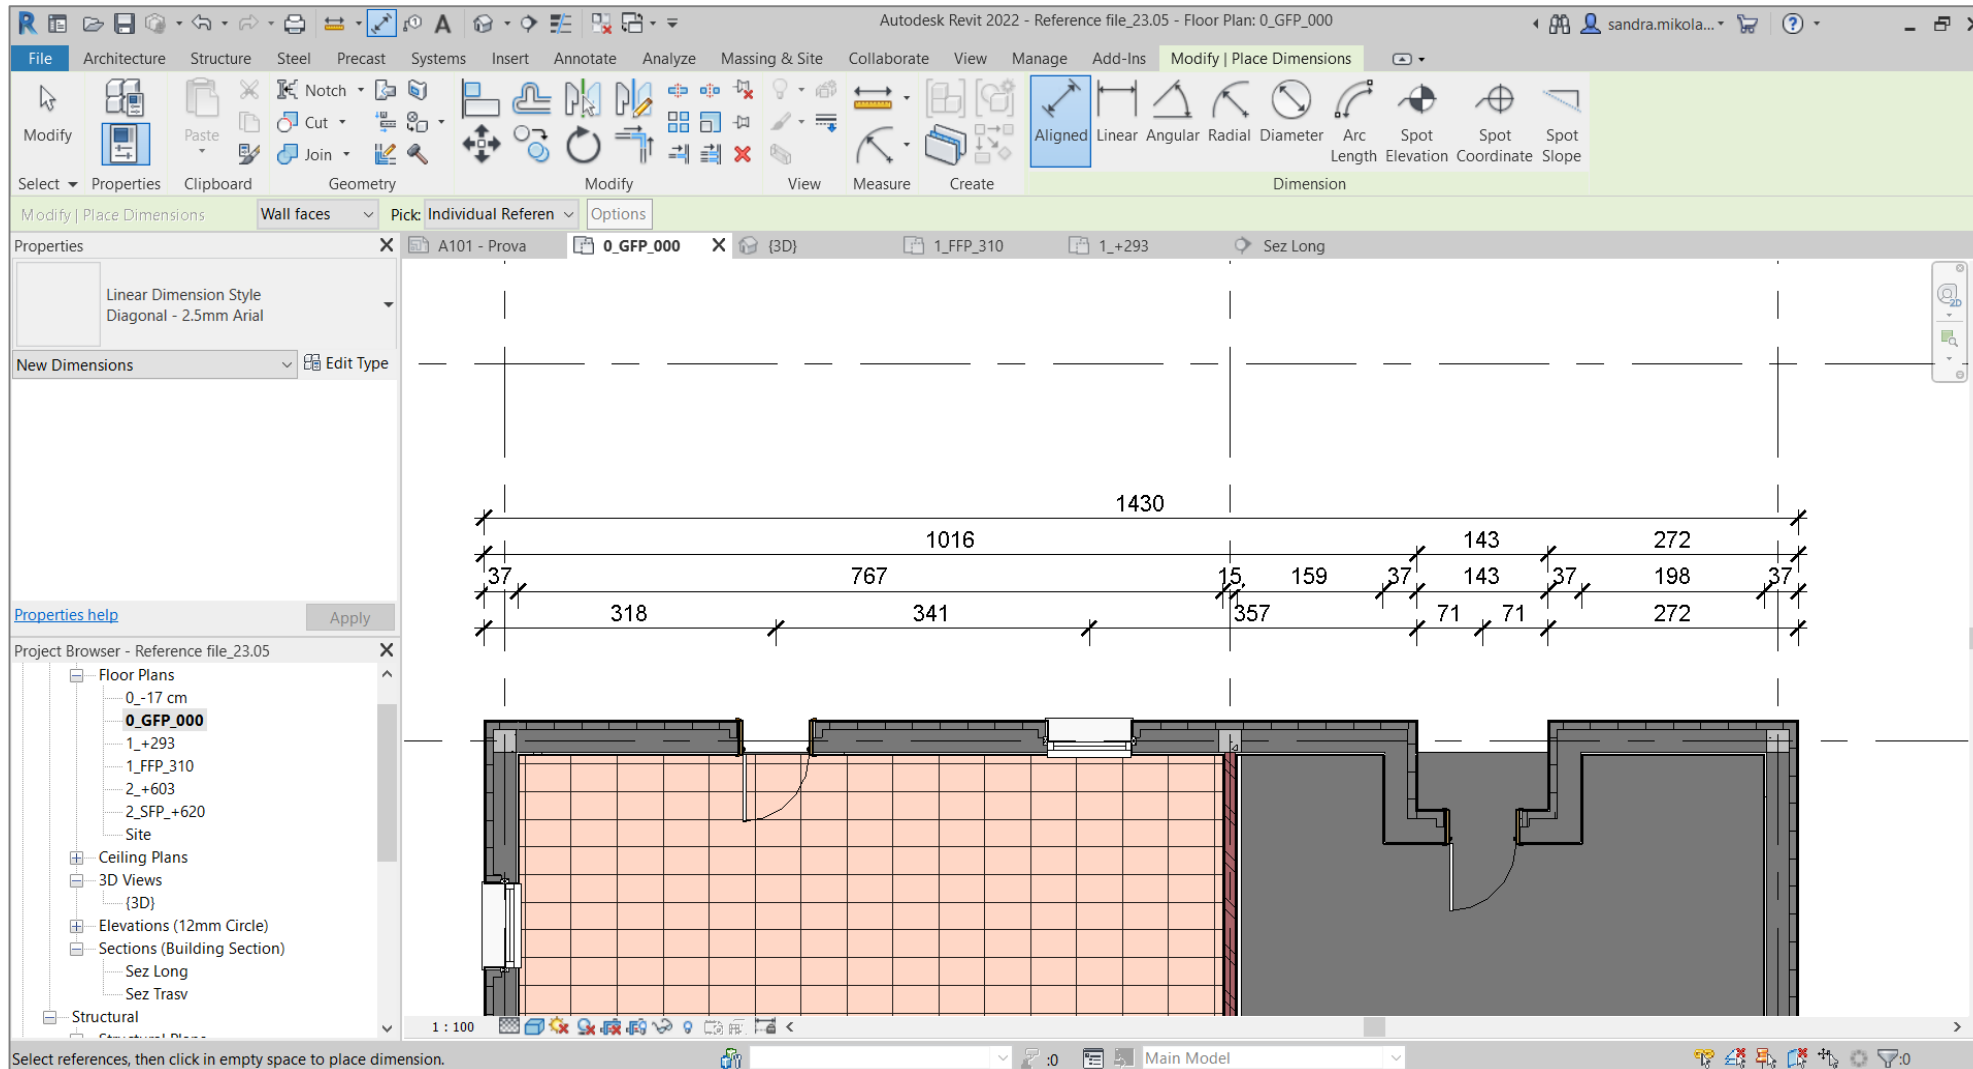 Autodesk Revit 2022 - Reference file_23.05 - Floor Plan: 0_GFP_000
sandra.mikola...
File Architecture Structure Steel Precast Systems Insert Annotate Analyze Massing & Site Collaborate View Manage Add-Ins Modify | Place Dimensions
Modify
Paste
Notch
Cut
Join
Aligned Linear Angular Radial Diameter Arc Length Spot Elevation Spot Coordinate Spot Slope
Select Properties Clipboard Geometry Modify View Measure Create Dimension
Modify | Place Dimensions Wall faces Pick: Individual Referen Options
Properties
A101 - Prova 0_GFP_000 {3D} 1_FFP_310 1_+293 Sez Long
Linear Dimension Style
Diagonal - 2.5mm Arial
New Dimensions Edit Type
2D
1430
1016 143 272
37 767 15 159 37 143 37 198 37
318 341 357 71 71 272
Properties help Apply
Project Browser - Reference file_23.05
Floor Plans
0_-17 cm
0_GFP_000
1_+293
1_FFP_310
2_+603
2_SFP_+620
Site
Ceiling Plans
3D Views
{3D}
Elevations (12mm Circle)
Sections (Building Section)
Sez Long
Sez Trasv
Structural
1 : 100
Select references, then click in empty space to place dimension.
:0
Main Model
:0